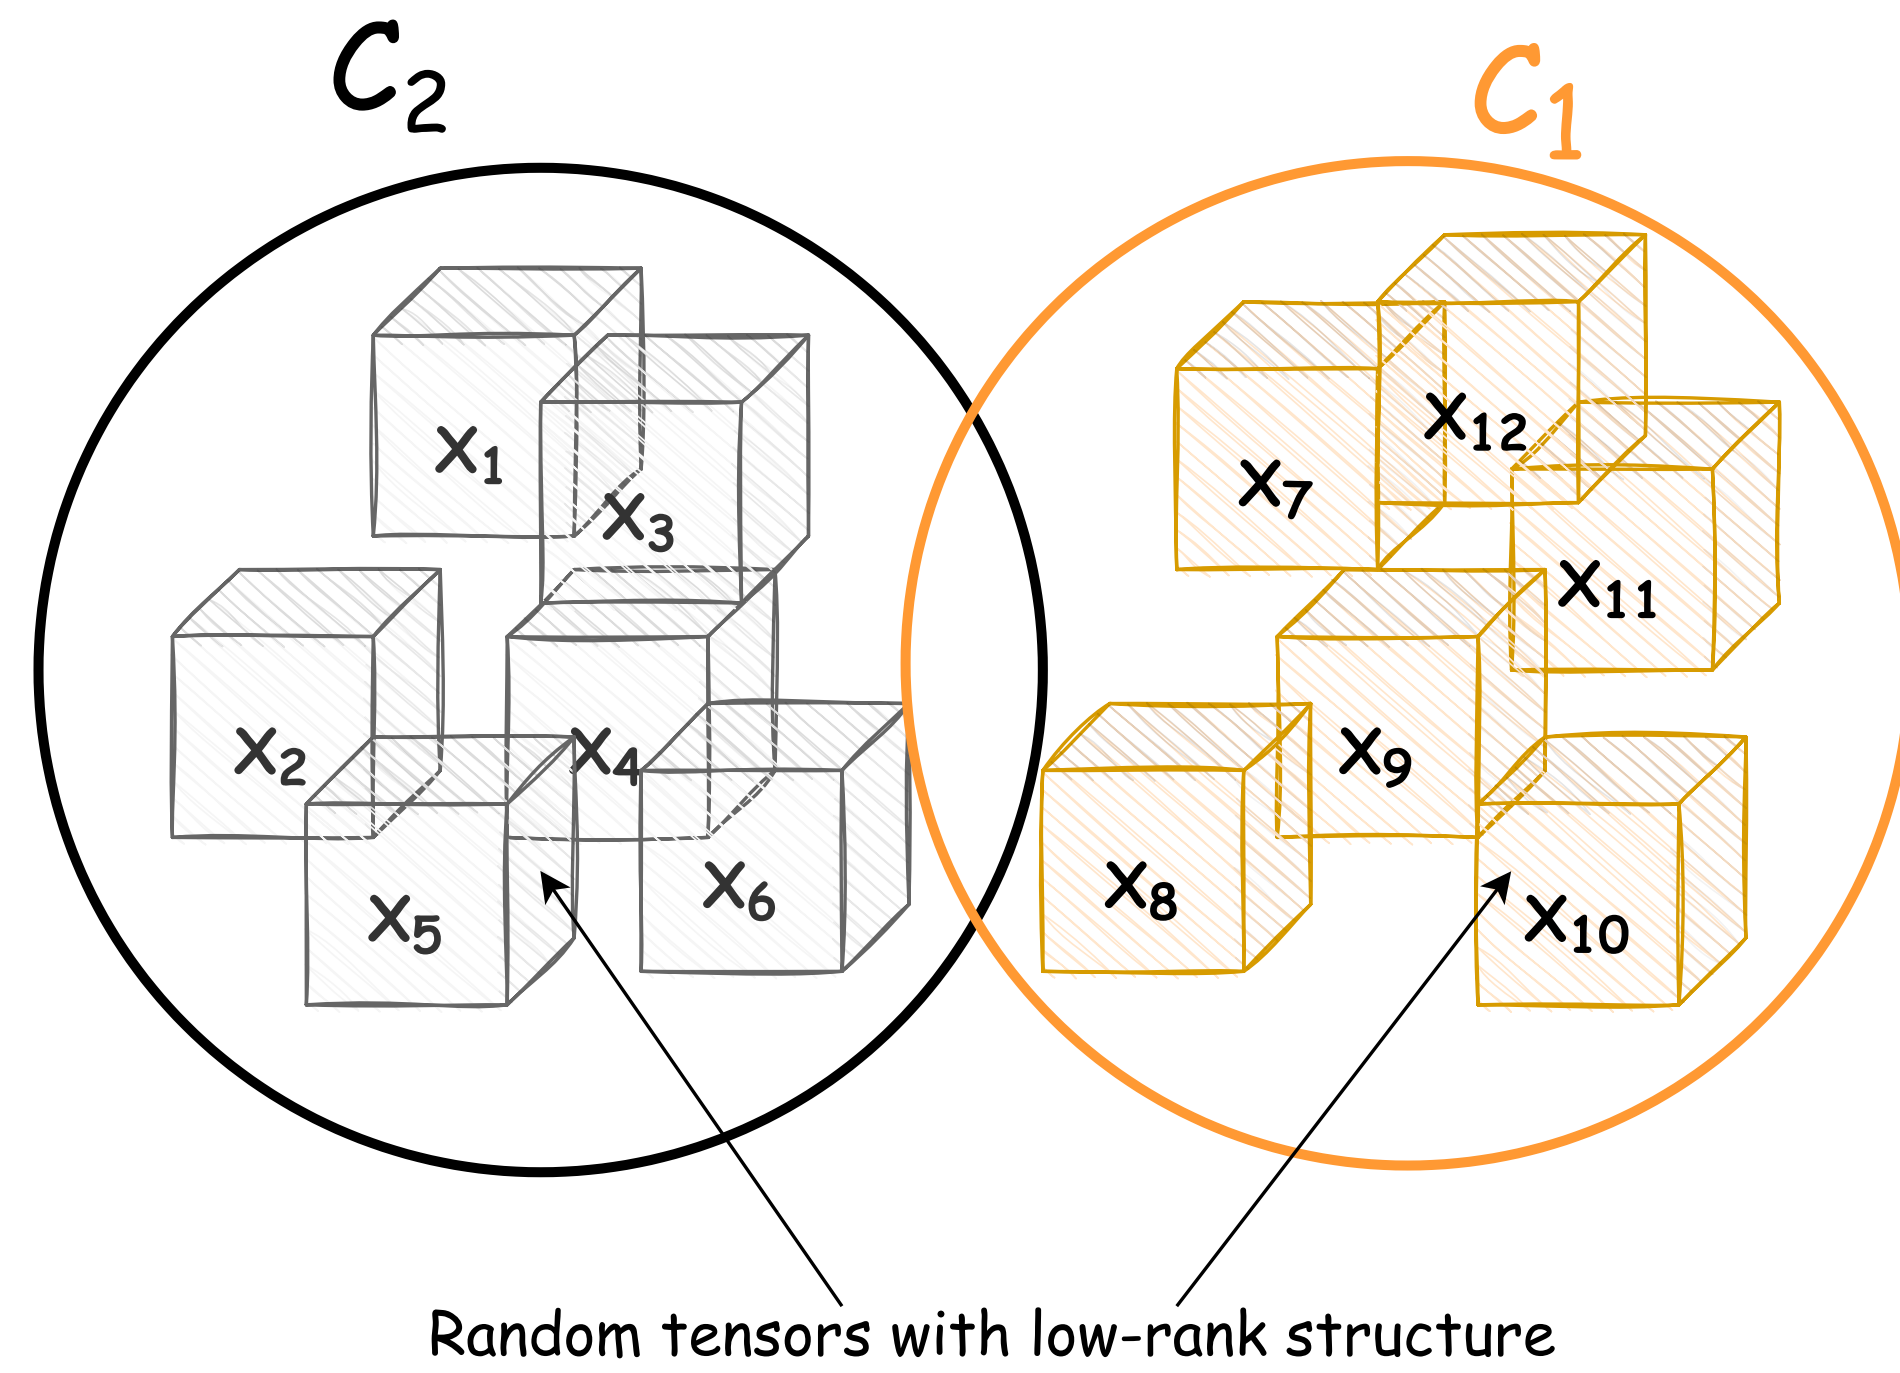 C2
C1
X1
X3
X12
X7
X11
X2
X4
X9
X5
X6
X8
X10
Random tensors with low-rank structure